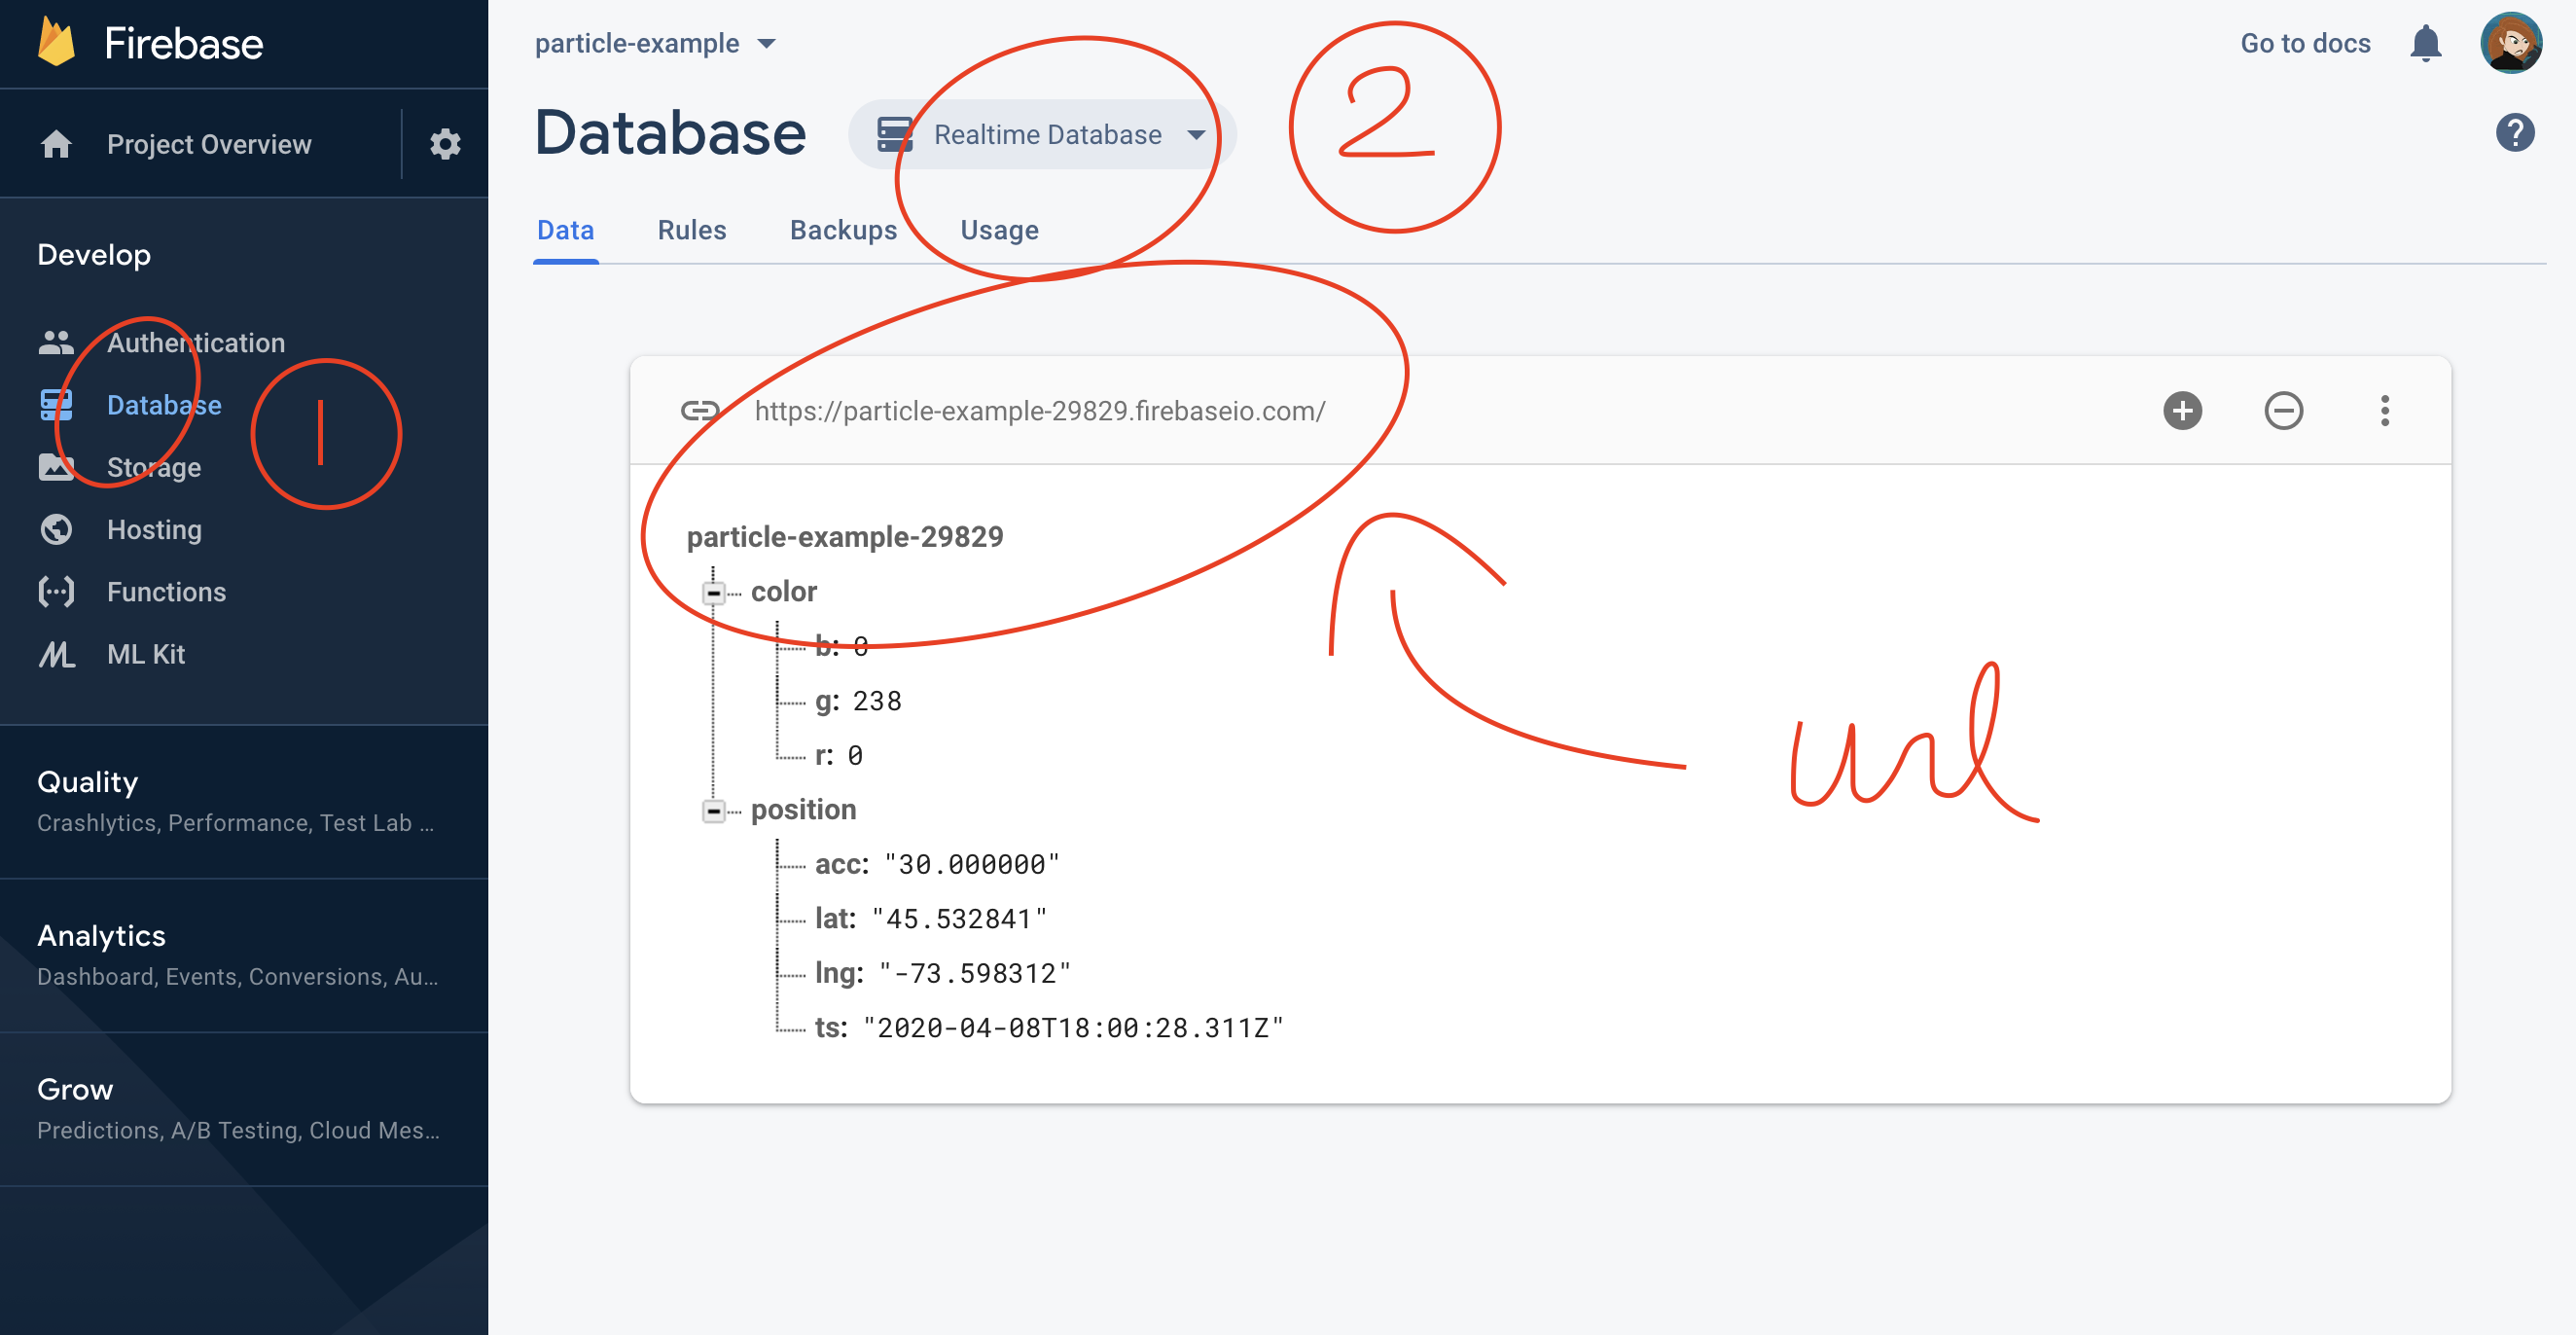 Firebase
Project Overview
Develop
Authentication
Database
Storage
Hosting
Functions
ML Kit
1
Quality
Crashlytics, Performance, Test Lab ...
Analytics
Dashboard, Events, Conversions, Au...
Grow
Predictions, A/B Testing, Cloud Mes...
particle-example
Go to docs
Database
Realtime Database
2
?
Data Rules Backups Usage
https://particle-example-29829.firebaseio.com/
particle-example-29829
color
b: 0
g: 238
r: 0
position
acc: "30.000000"
lat: "45.532841"
lng: "-73.598312"
ts: "2020-04-08T18:00:28.311Z"
url